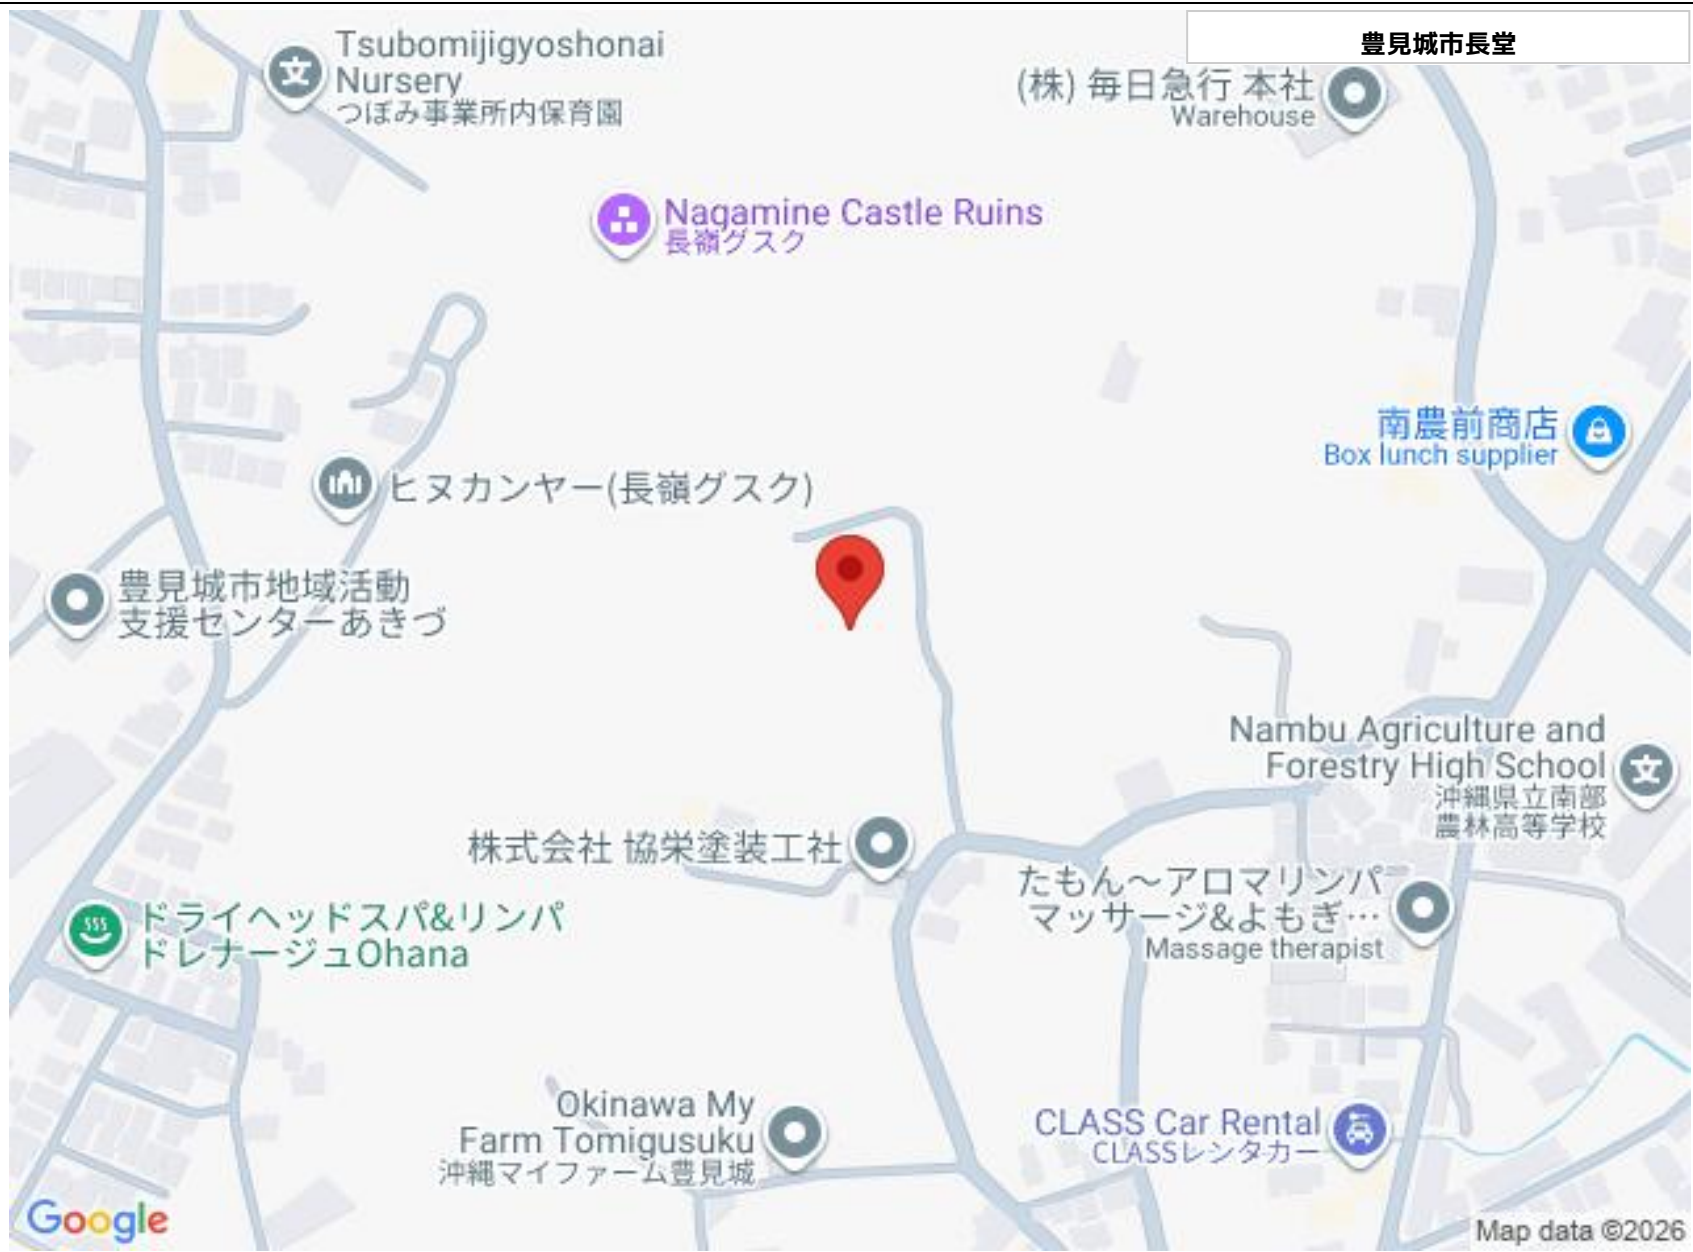 豊見城市長堂
Tsubomijigyoshonai
Nursery
つぼみ事業所内保育園
(株) 毎日急行 本社
Warehouse
Nagamine Castle Ruins
長嶺グスク
南農前商店
Box lunch supplier
ヒヌカンヤー(長嶺グスク)
豊見城市地域活動
支援センターあきづ
Nambu Agriculture and
Forestry High School
沖縄県立南部
農林高等学校
株式会社 協栄塗装工社
たもん〜アロマリンパ
マッサージ&よもぎ…
Massage therapist
ドライヘッドスパ&リンパ
ドレナージュOhana
Okinawa My
Farm Tomigusuku
沖縄マイファーム豊見城
CLASS Car Rental
CLASSレンタカー
Google
Map data ©2026